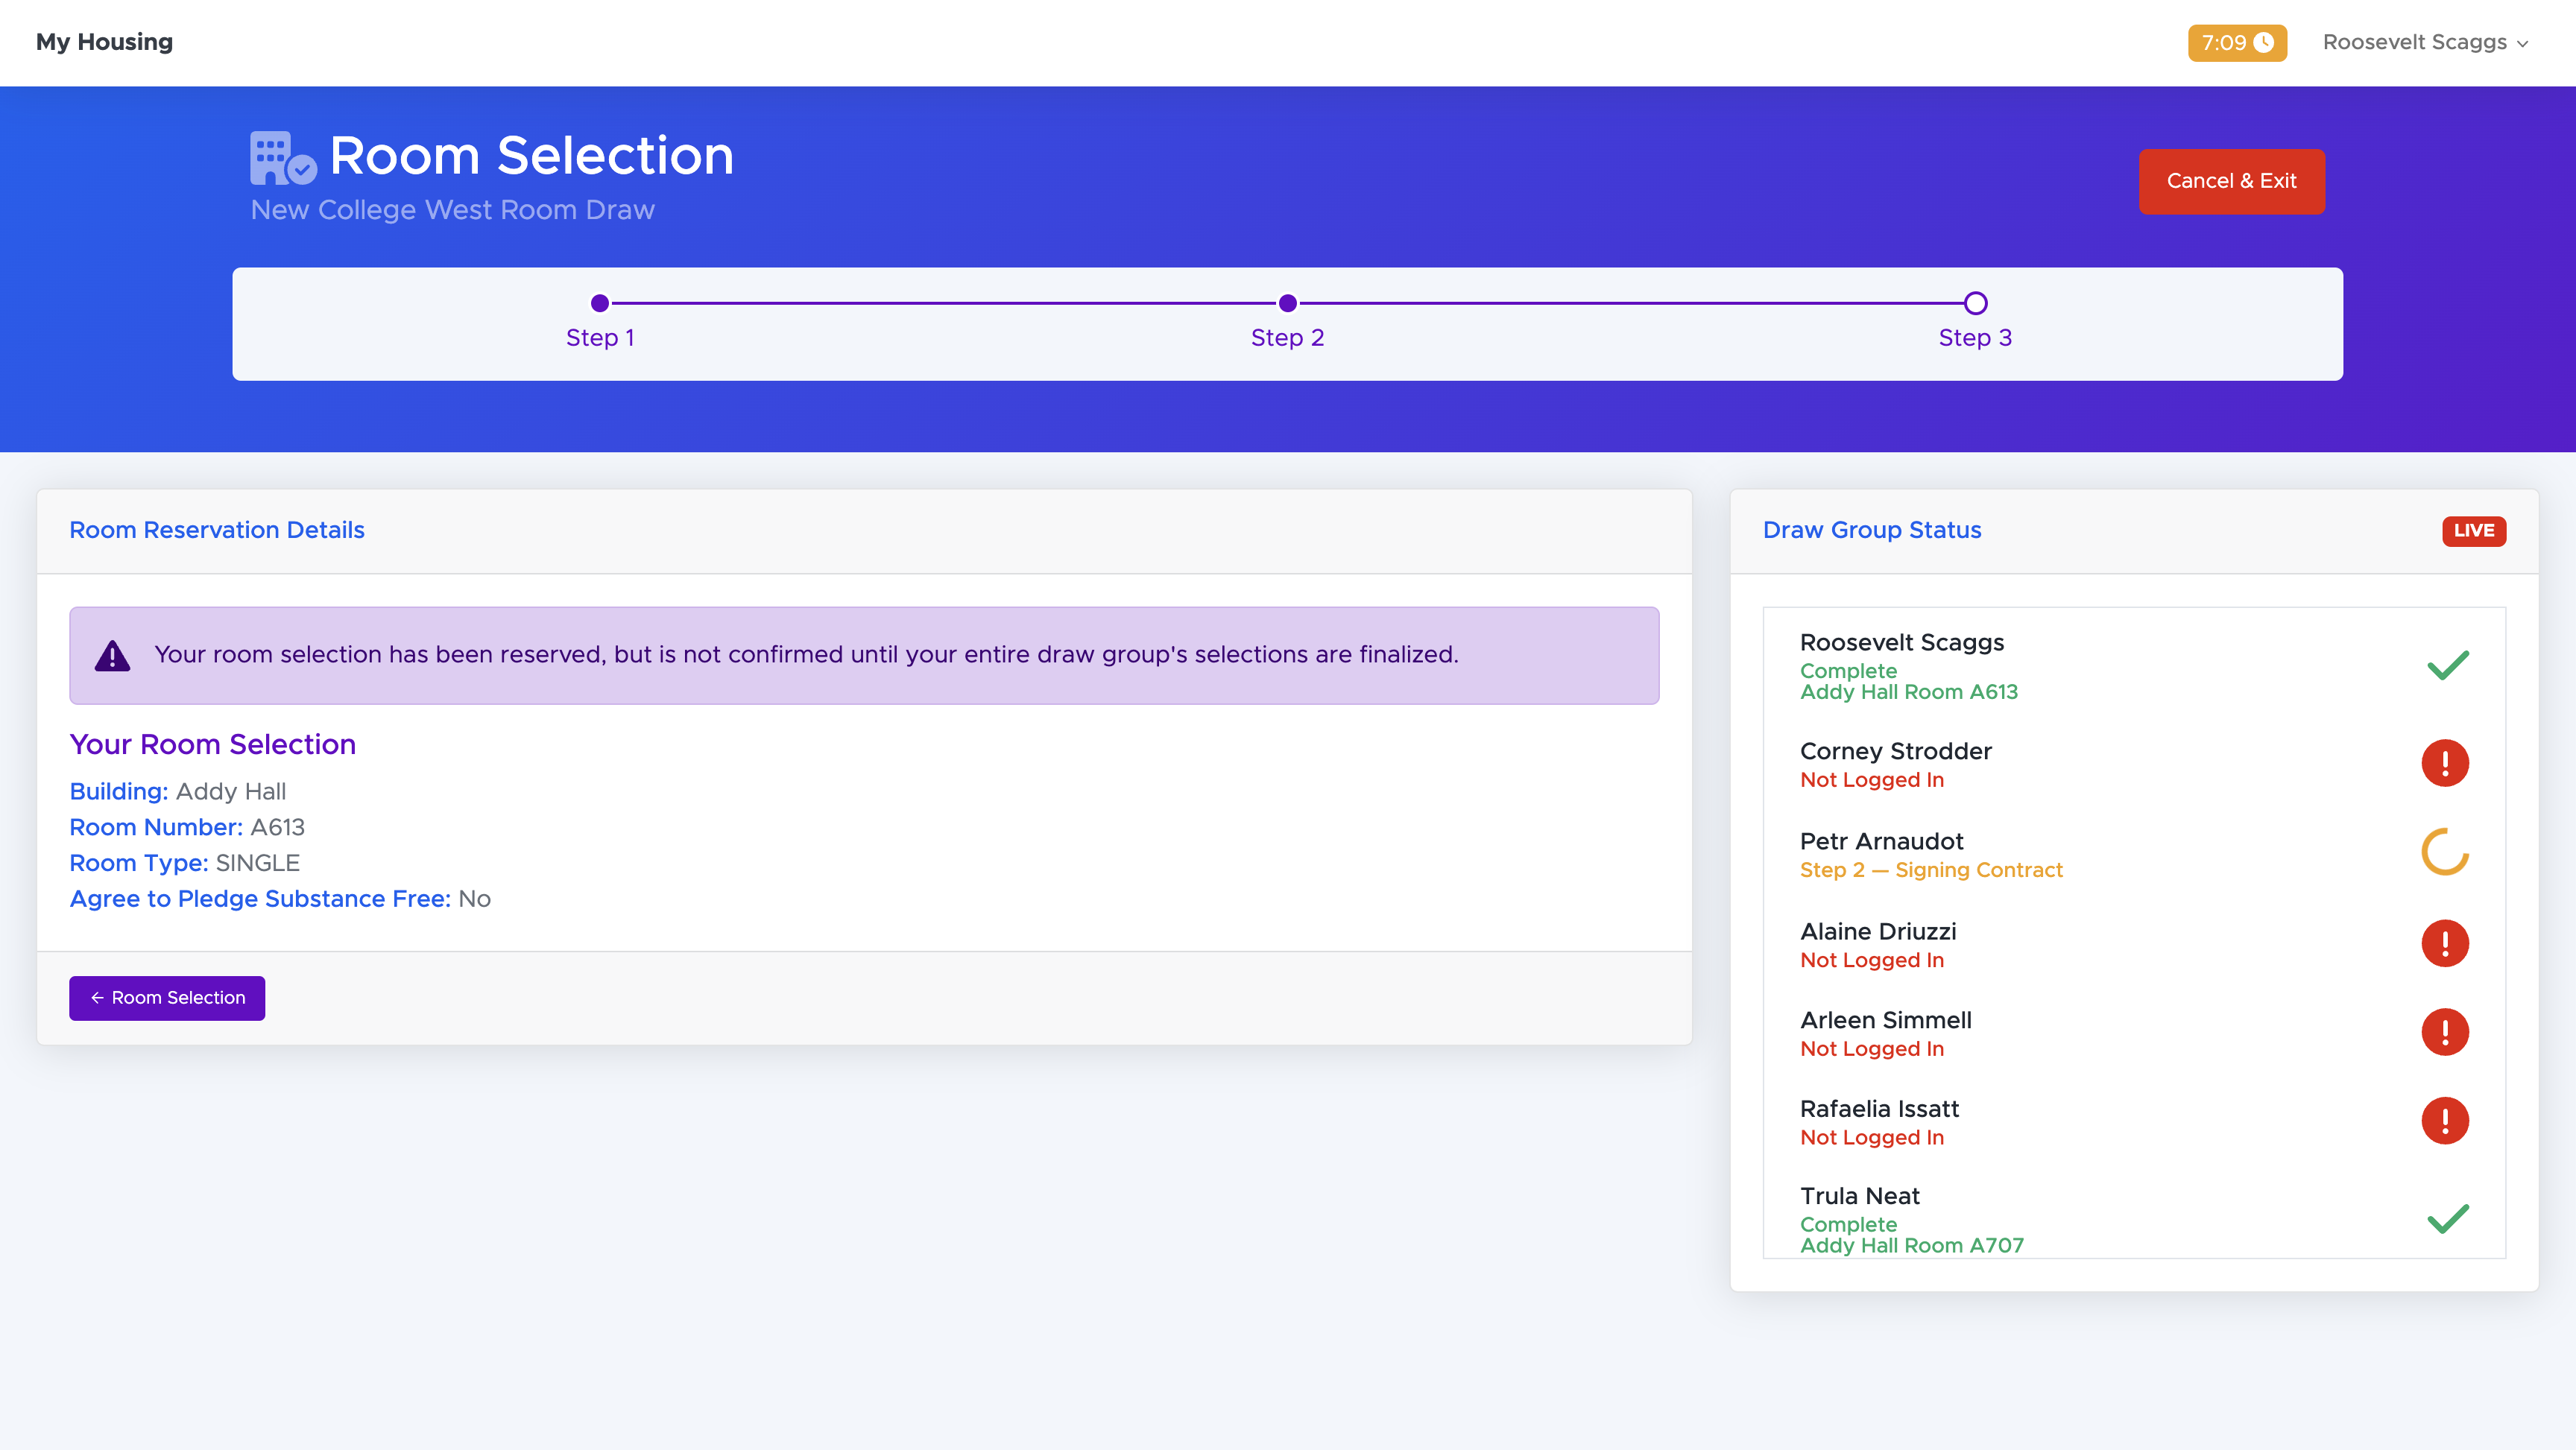 My Housing
7:09
Roosevelt Scaggs
Room Selection
New College West Room Draw
Cancel & Exit
Step 1
Step 2
Step 3
Room Reservation Details
Your room selection has been reserved, but is not confirmed until your entire draw group's selections are finalized.
Your Room Selection
Building: Addy Hall
Room Number: A613
Room Type: SINGLE
Agree to Pledge Substance Free: No
← Room Selection
Draw Group Status
LIVE
Roosevelt Scaggs
Complete
Addy Hall Room A613
Corney Strodder
Not Logged In
Petr Arnaudot
Step 2 — Signing Contract
Alaine Driuzzi
Not Logged In
Arleen Simmell
Not Logged In
Rafaelia Issatt
Not Logged In
Trula Neat
Complete
Addy Hall Room A707